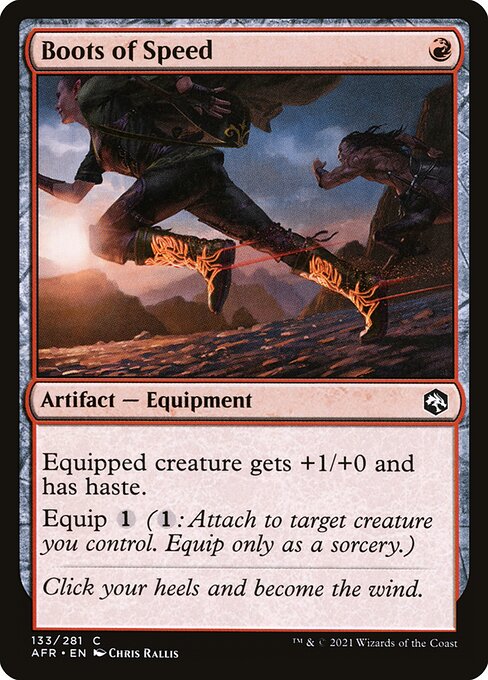 Boots of Speed
Artifact — Equipment
Equipped creature gets +1/+0 and
has haste.
Equip 1 (1: Attach to target creature
you control. Equip only as a sorcery.)
Click your heels and become the wind.
133/281 C
AFR • EN Chris Rallis
™ & © 2021 Wizards of the Coast